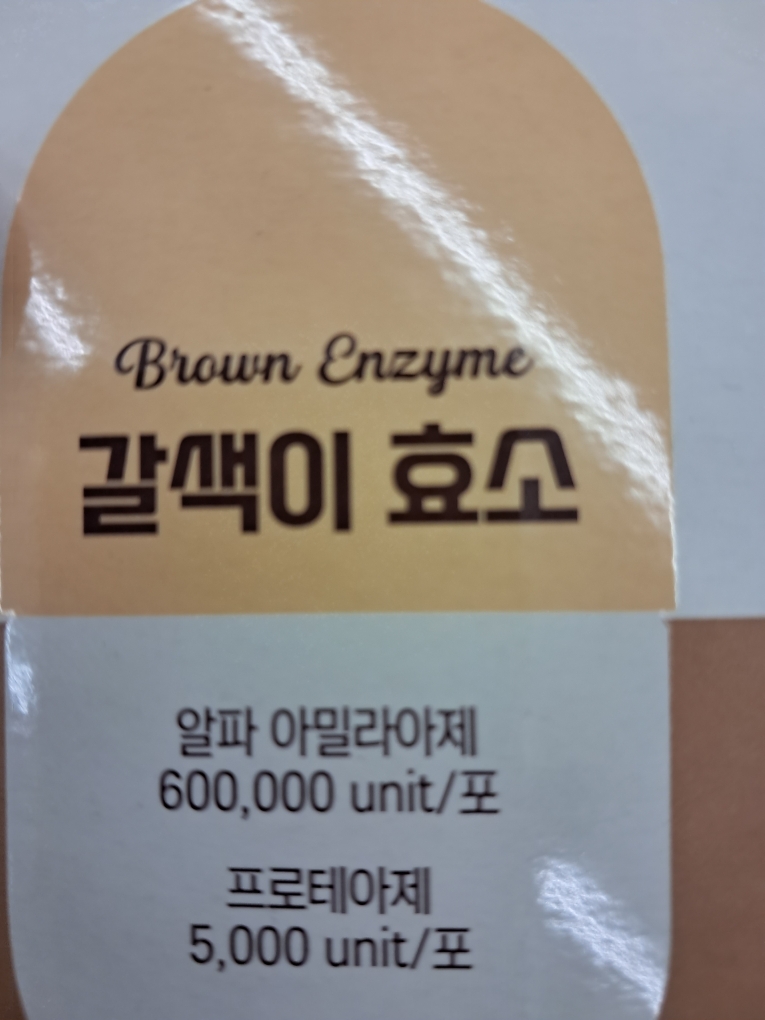 Brown Enzyme
갈색이 효소
알파 아밀라아제
600,000 unit/포
프로테아제
5,000 unit/포